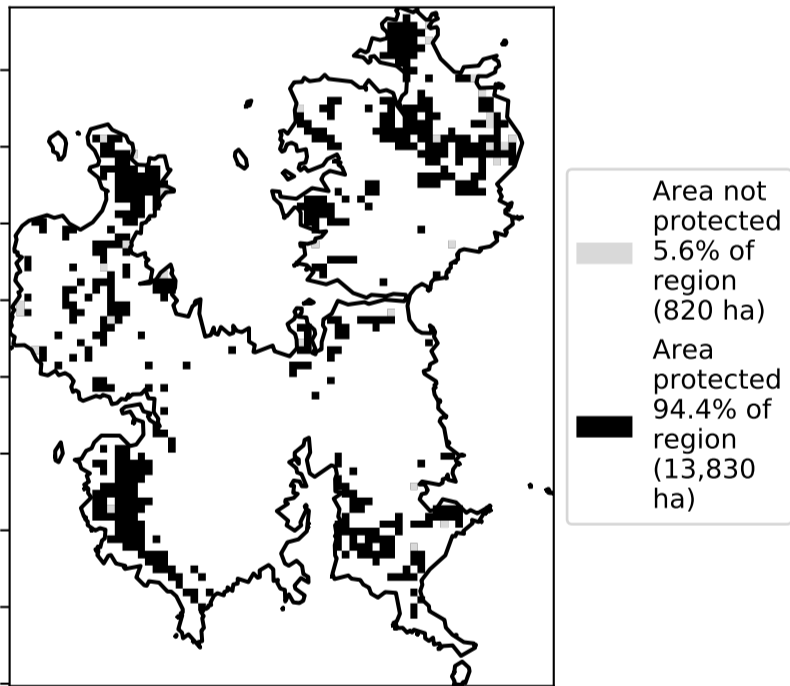 Area not
protected
5.6% of
region
(820 ha)
Area
protected
94.4% of
region
(13,830
ha)